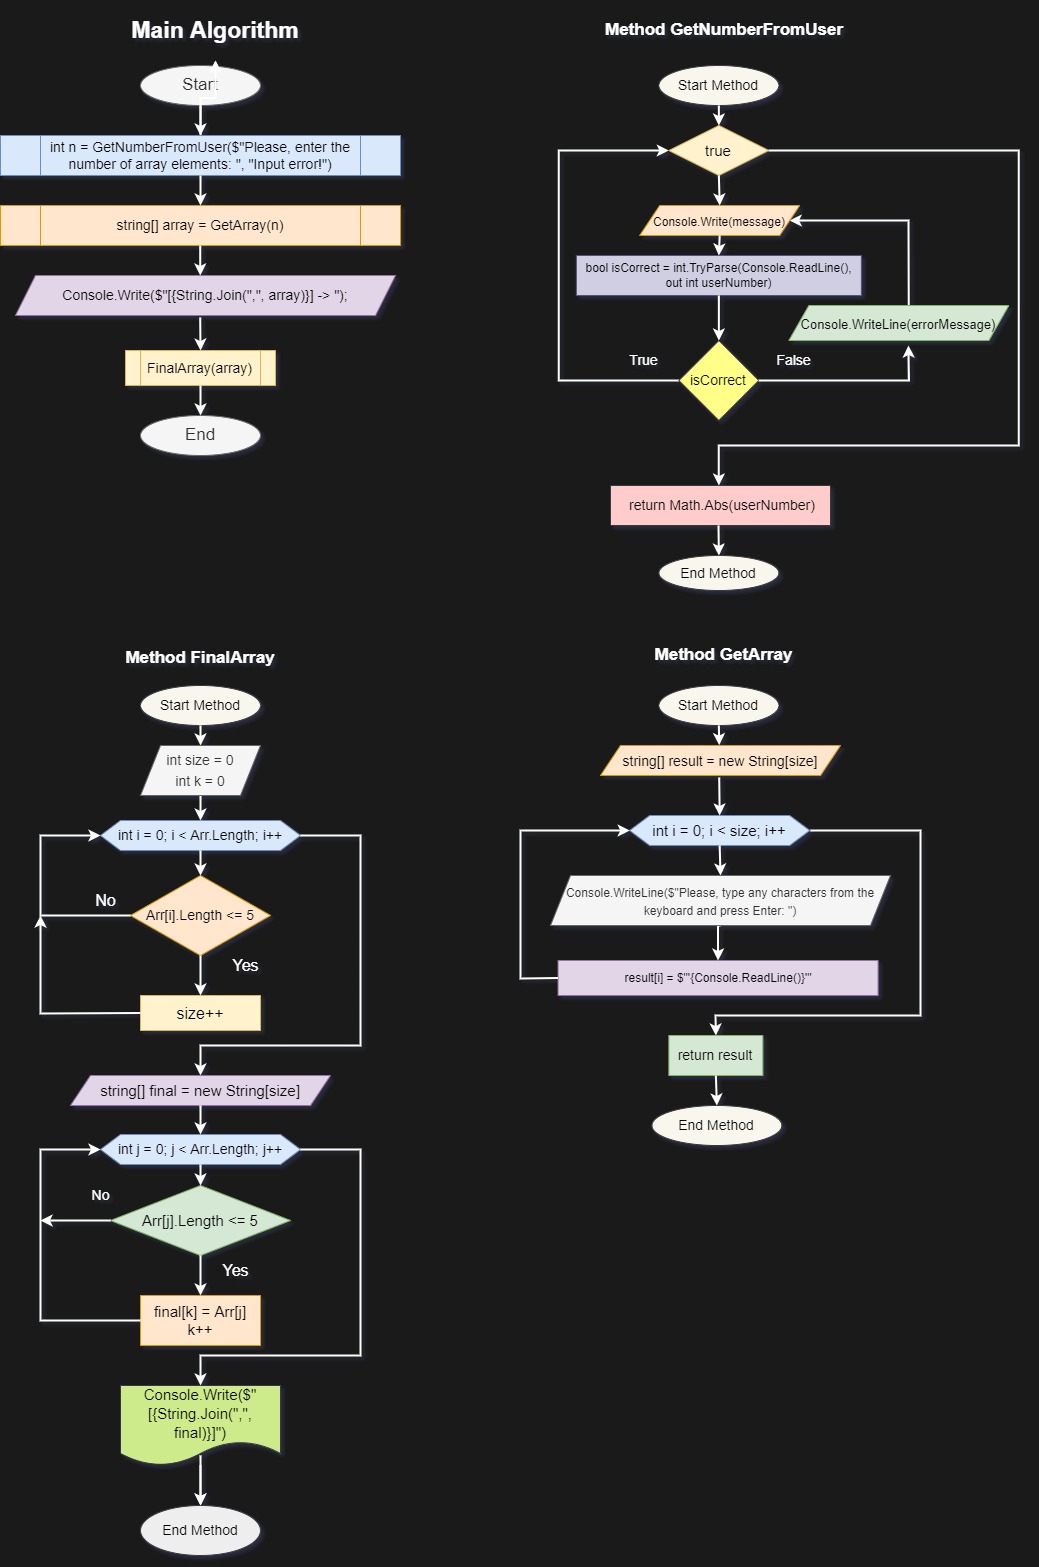 Main Algorithm
Start
int n = GetNumberFromUser($"Please, enter the
number of array elements: ", "Input error!")
string[] array = GetArray(n)
Console.Write($"[{String.Join(",", array)}] -> ");
FinalArray(array)
End
Method GetNumberFromUser
Start Method
true
Console.Write(message)
bool isCorrect = int.TryParse(Console.ReadLine(),
out int userNumber)
Console.WriteLine(errorMessage)
True
False
isCorrect
return Math.Abs(userNumber)
End Method
Method FinalArray
Start Method
int size = 0
int k = 0
int i = 0; i < Arr.Length; i++
No
Arr[i].Length <= 5
Yes
size++
string[] final = new String[size]
int j = 0; j < Arr.Length; j++
No
Arr[j].Length <= 5
Yes
final[k] = Arr[j]
k++
Console.Write($"
[{String.Join(",",
final)}]")
End Method
Method GetArray
Start Method
string[] result = new String[size]
int i = 0; i < size; i++
Console.WriteLine($"Please, type any characters from the
keyboard and press Enter: ")
result[i] = $"'{Console.ReadLine()}'"
return result
End Method